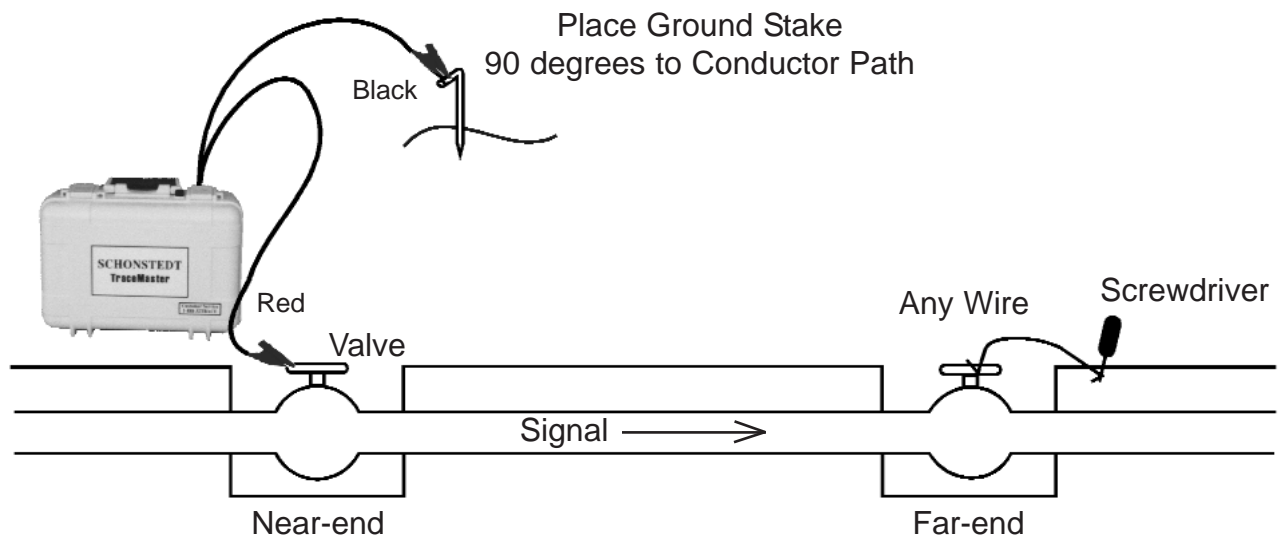 Place Ground Stake
90 degrees to Conductor Path
Black
SCHONSTEDT
TraceMaster
Red
Valve
Any Wire
Screwdriver
Signal
Near-end
Far-end